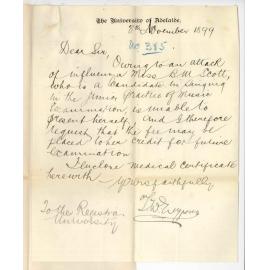 The University of Adelaide.
8th November 1899
No 385
Dear Sir,
Owing to an attack
of influenza Miss R. M. Scott,
who is a Candidate in Singing
in the Junior Practice of Music
Examination, is unable to
present herself, and I therefore
request that the fee may be
placed to her credit for future
Examination
I enclose medical certificate
herewith
Yours faithfully
To the Registrar
University